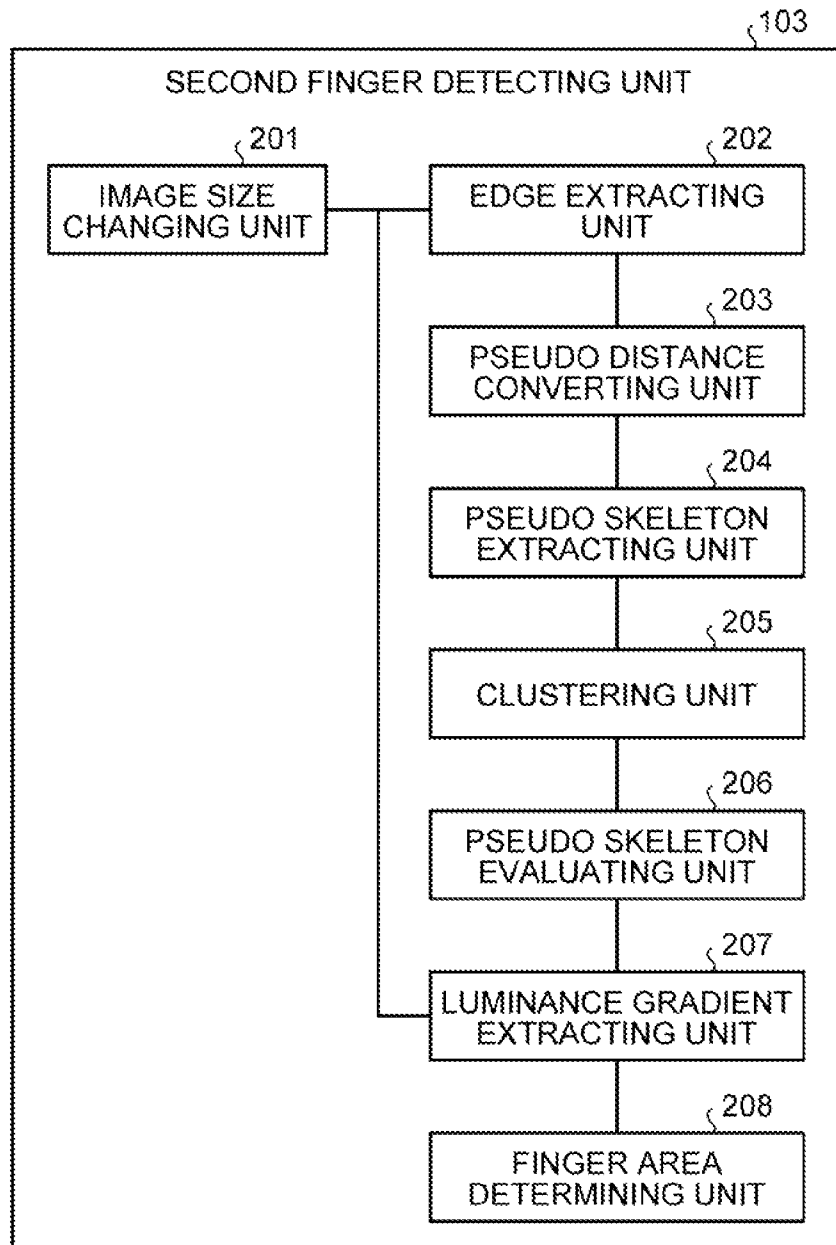 103
SECOND FINGER DETECTING UNIT
201
IMAGE SIZE
CHANGING UNIT
202
EDGE EXTRACTING
UNIT
203
PSEUDO DISTANCE
CONVERTING UNIT
204
PSEUDO SKELETON
EXTRACTING UNIT
205
CLUSTERING UNIT
206
PSEUDO SKELETON
EVALUATING UNIT
207
LUMINANCE GRADIENT
EXTRACTING UNIT
208
FINGER AREA
DETERMINING UNIT